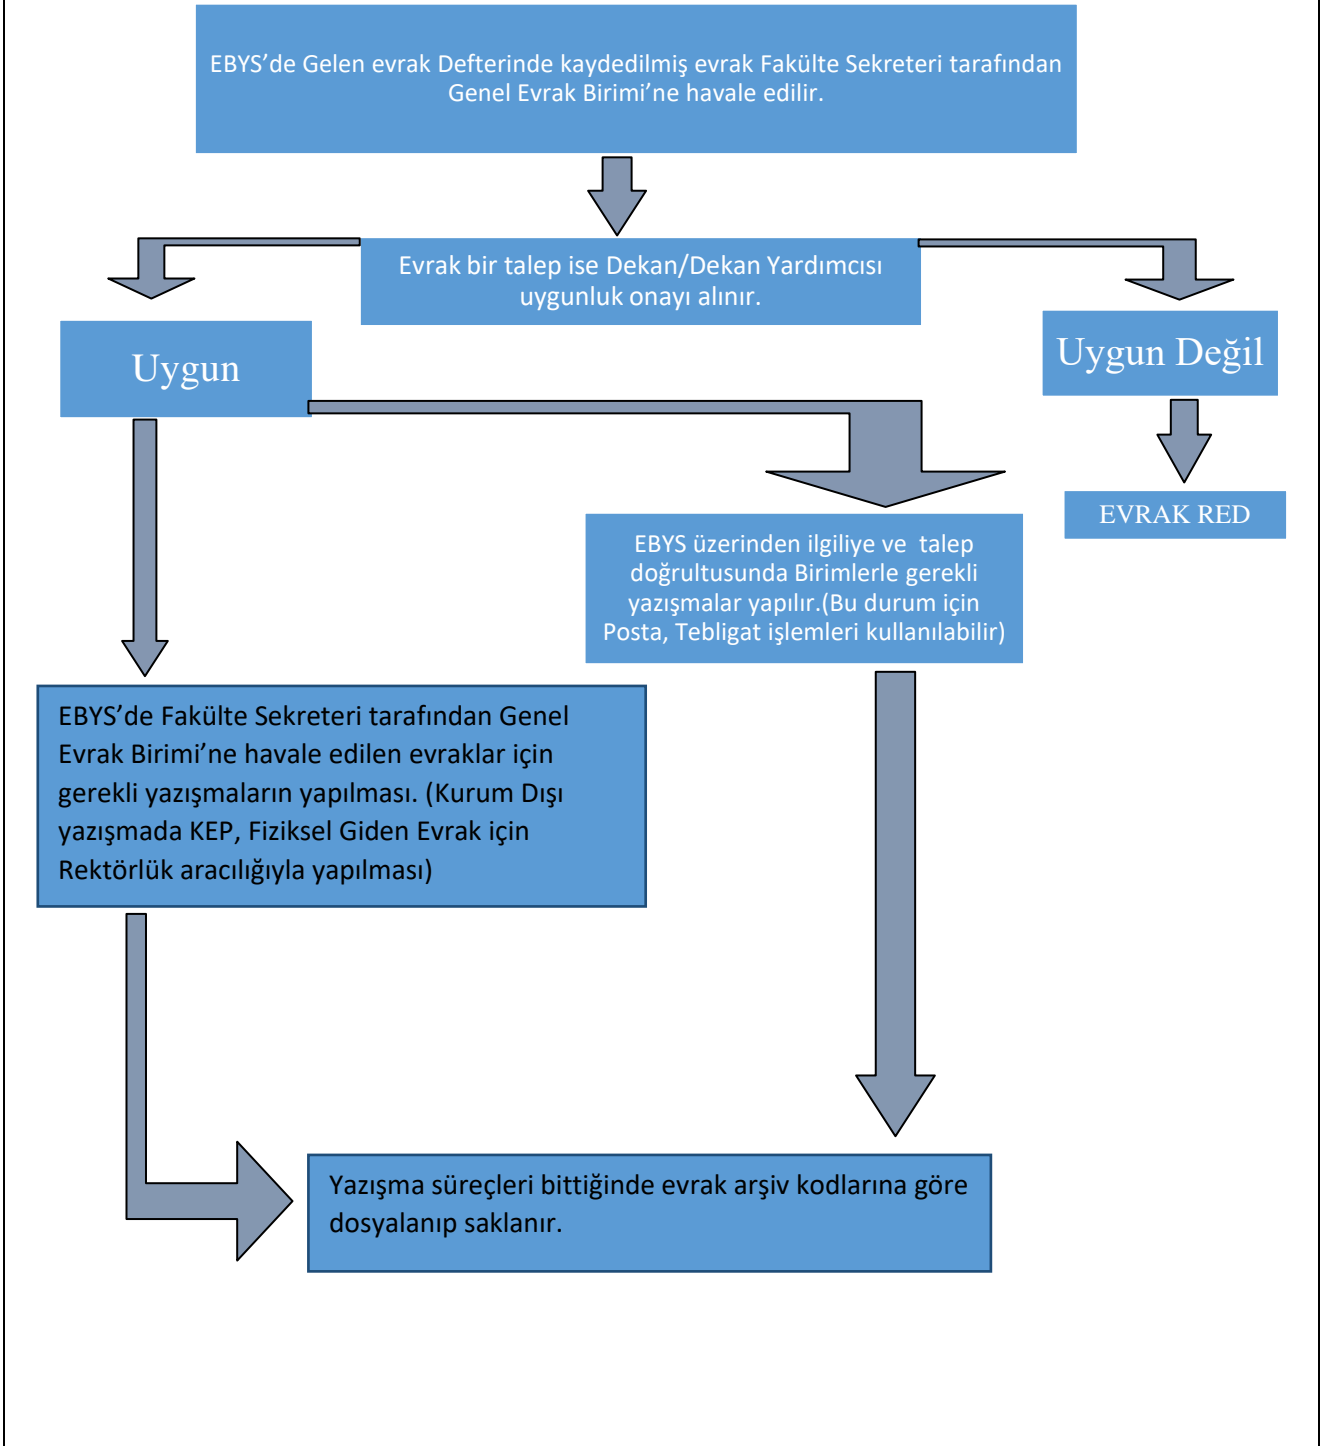 EBYS’de Gelen evrak Defterinde kaydedilmiş evrak Fakülte Sekreteri tarafından
Genel Evrak Birimi’ne havale edilir.
Evrak bir talep ise Dekan/Dekan Yardımcısı
uygunluk onayı alınır.
Uygun
Uygun Değil
EVRAK RED
EBYS üzerinden ilgiliye ve  talep
doğrultusunda Birimlerle gerekli
yazışmalar yapılır.(Bu durum için
Posta, Tebligat işlemleri kullanılabilir)
EBYS’de Fakülte Sekreteri tarafından Genel
Evrak Birimi’ne havale edilen evraklar için
gerekli yazışmaların yapılması. (Kurum Dışı
yazışmada KEP, Fiziksel Giden Evrak için
Rektörlük aracılığıyla yapılması)
Yazışma süreçleri bittiğinde evrak arşiv kodlarına göre
dosyalanıp saklanır.